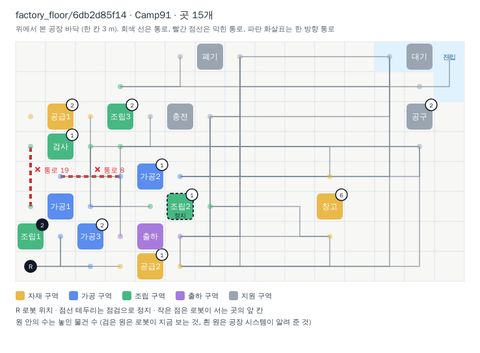 factory_floor/6db2d85f14 · Camp91 · 곳 15개
위에서 본 공장 바닥 (한 칸 3 m). 회색 선은 통로, 빨간 점선은 막힌 통로, 파란 화살표는 한 방향 통로
폐기
대기
2
공급1
2
조립3
충전
2
공구
1
검사
✕ 통로 19
✕ 통로 8
1
가공2
가공1
1
조립2
6
창고
2
조립1
2
가공3
출하
R
1
공급2
자재 구역
가공 구역
조립 구역
출하 구역
지원 구역
R 로봇 위치 · 점선 테두리는 점검으로 정지 · 작은 점은 로봇이 서는 곳의 앞 칸
원 안의 수는 놓인 물건 수 (검은 원은 로봇이 지금 보는 것, 흰 원은 공장 시스템이 알려 준 것)